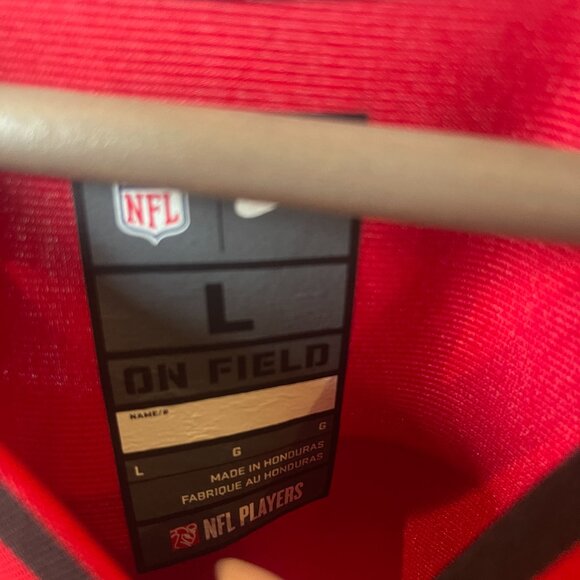 NFL
L
ON FIELD
NAME/#
L G G
MADE IN HONDURAS
FABRIQUE AU HONDURAS
NFL PLAYERS